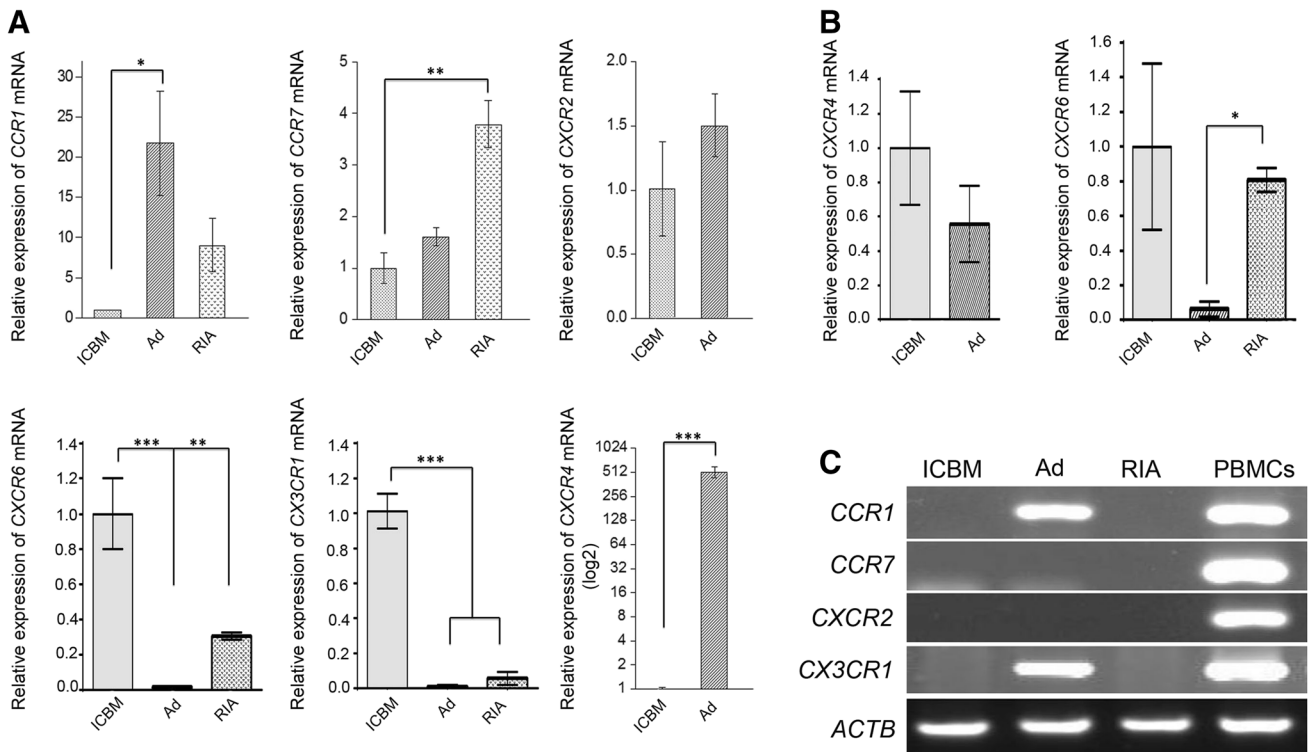 A
Relative expression of CCR1 mRNA
30
25
20
15
10
5
0
*
ICBM
Ad
RIA
Relative expression of CCR7 mRNA
5
4
3
2
1
0
**
ICBM
Ad
RIA
Relative expression of CXCR2 mRNA
2.0
1.5
1.0
0.5
0.0
ICBM
Ad
B
Relative expression of CXCR4 mRNA
1.4
1.2
1.0
0.8
0.6
0.4
0.2
0.0
ICBM
Ad
Relative expression of CXCR6 mRNA
1.6
1.4
1.2
1.0
0.8
0.6
0.4
0.2
0.0
*
ICBM
Ad
RIA
Relative expression of CXCR6 mRNA
1.4
1.2
1.0
0.8
0.6
0.4
0.2
0.0
*** **
ICBM
Ad
RIA
Relative expression of CX3CR1 mRNA
1.4
1.2
1.0
0.8
0.6
0.4
0.2
0.0
***
ICBM
Ad
RIA
Relative expression of CXCR4 mRNA
(log2)
1024
512
256
128
64
32
16
8
4
2
1
***
ICBM
Ad
C
ICBM Ad RIA PBMCs
CCR1
CCR7
CXCR2
CX3CR1
ACTB